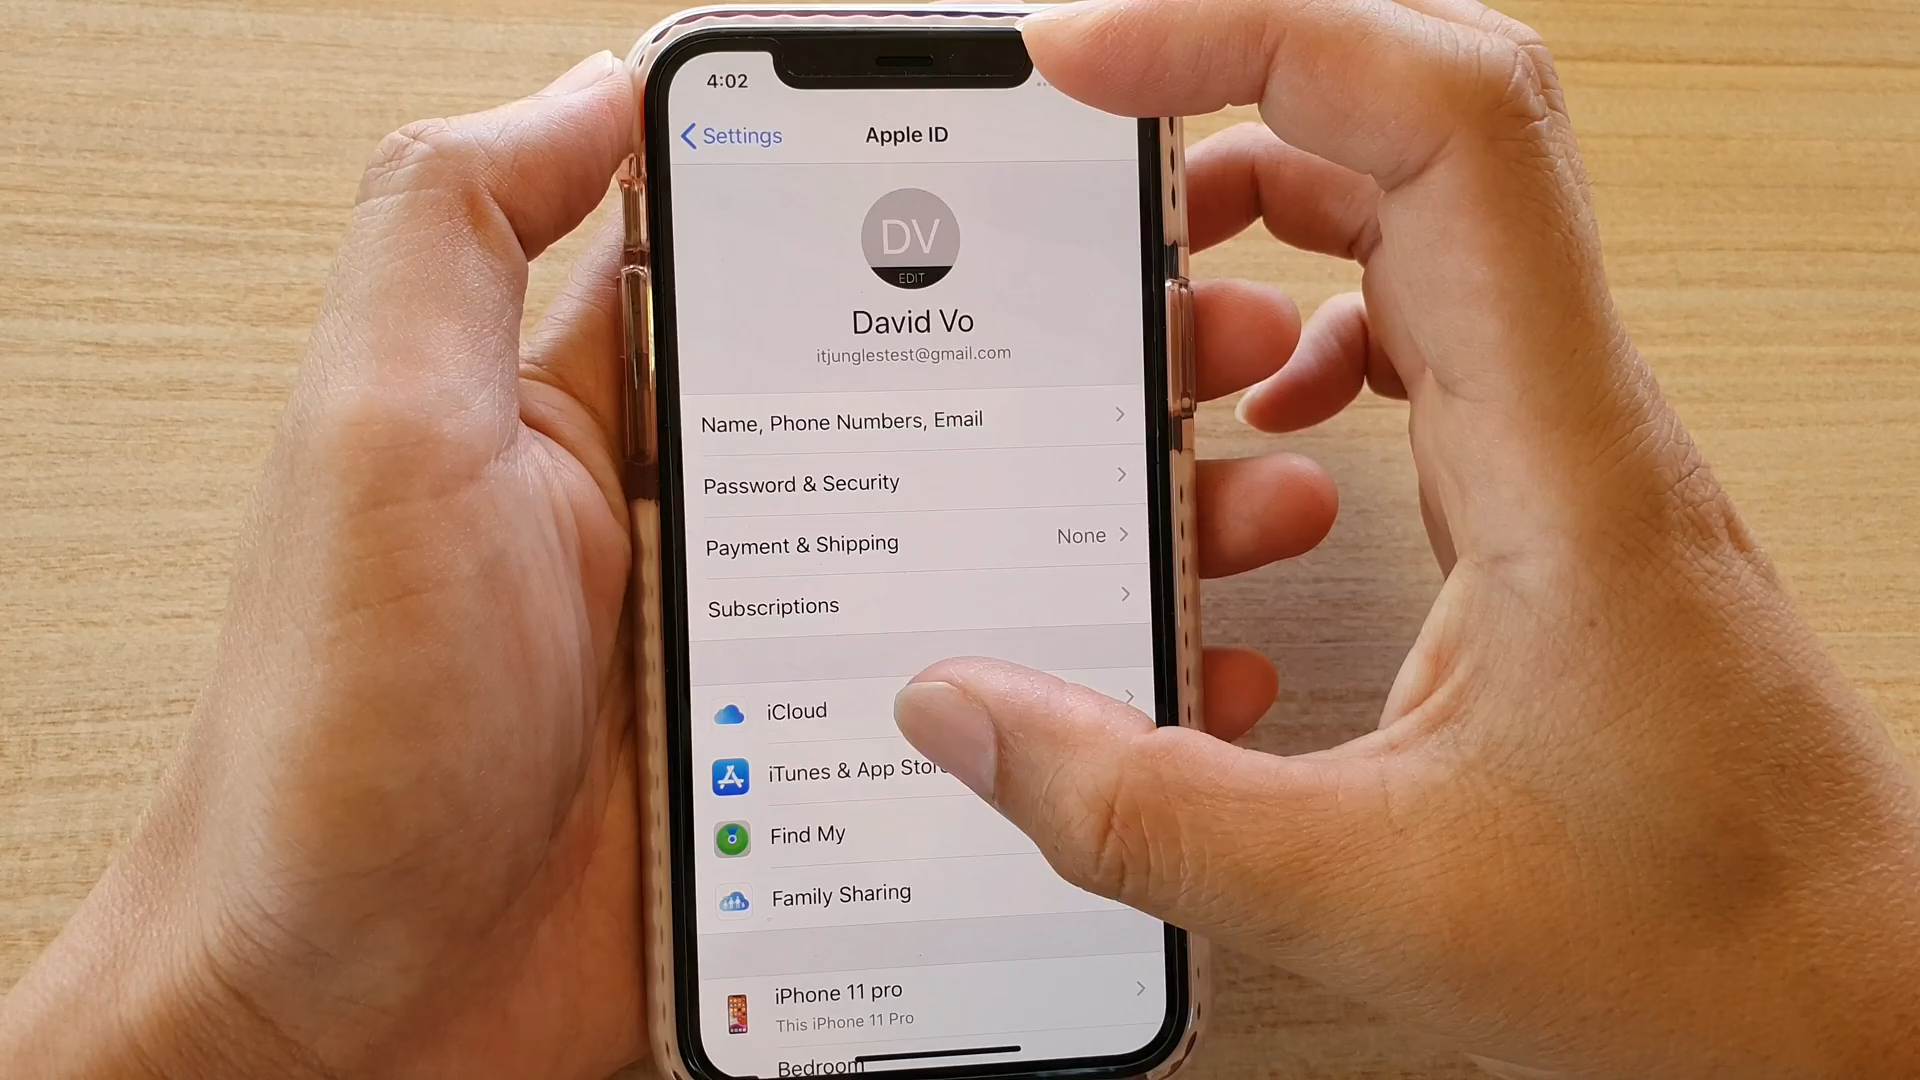 4:02
Settings
Apple ID
DV
EDIT
David Vo
itjunglestest@gmail.com
Name, Phone Numbers, Email
Password & Security
Payment & Shipping None
Subscriptions
iCloud
iTunes & App Store
Find My
Family Sharing
iPhone 11 pro
This iPhone 11 Pro
Bedroom